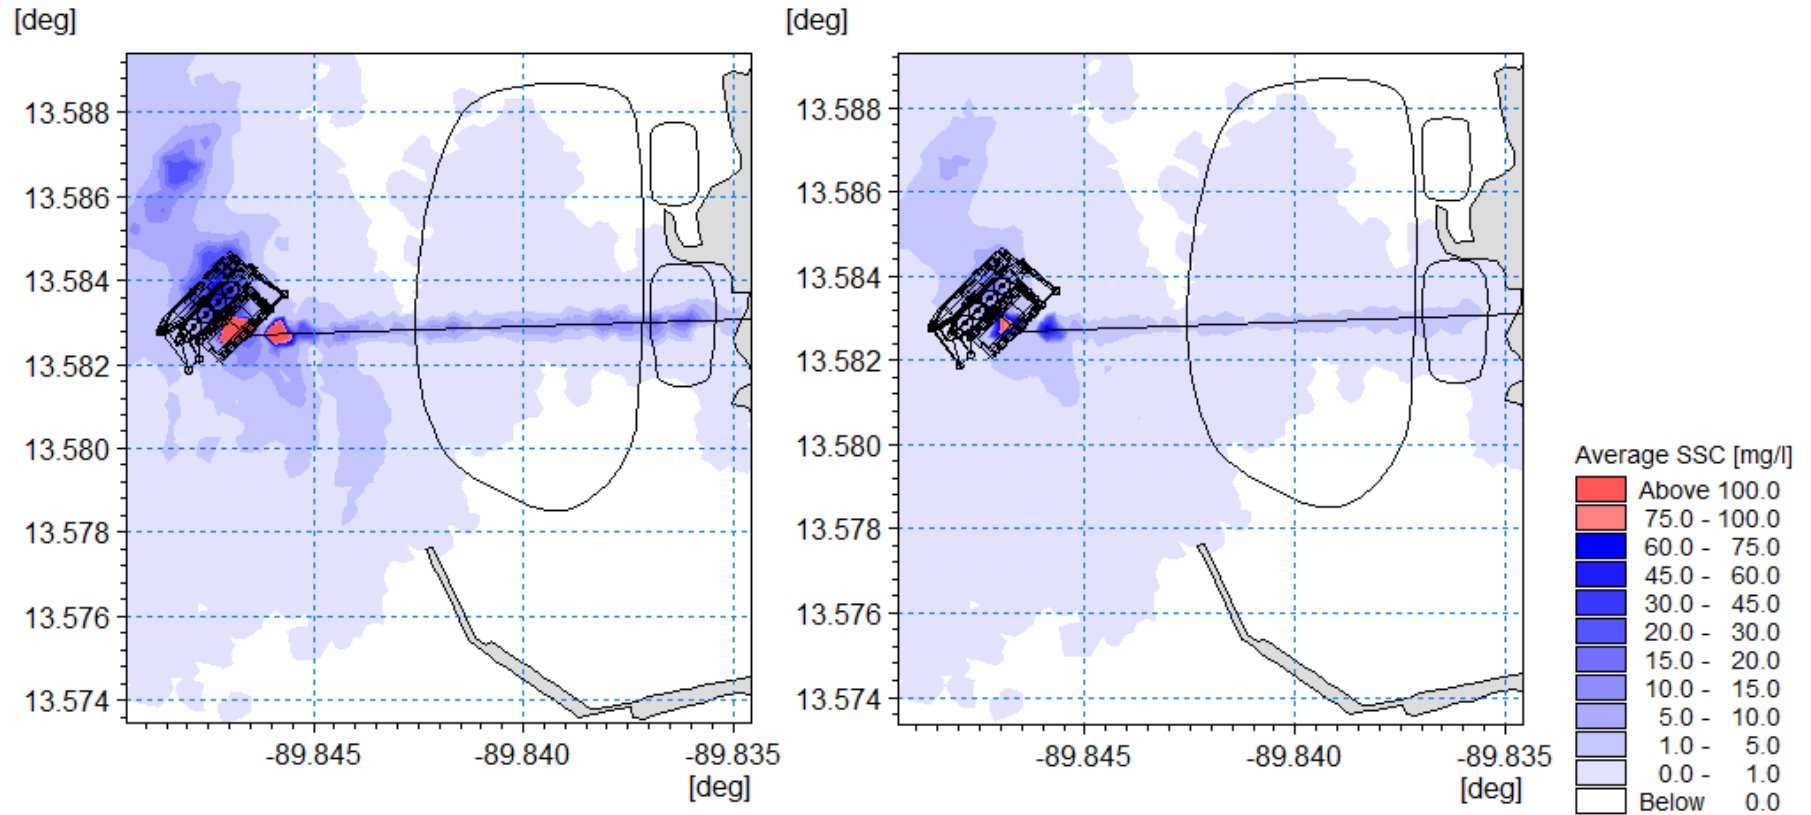 [deg]
13.588
13.586
13.584
13.582
13.580
13.578
13.576
13.574
-89.845 -89.840 -89.835
[deg]
[deg]
13.588
13.586
13.584
13.582
13.580
13.578
13.576
13.574
-89.845 -89.840 -89.835
[deg]
Average SSC [mg/l]
Above 100.0
75.0 - 100.0
60.0 - 75.0
45.0 - 60.0
30.0 - 45.0
20.0 - 30.0
15.0 - 20.0
10.0 - 15.0
5.0 - 10.0
1.0 - 5.0
0.0 - 1.0
Below 0.0